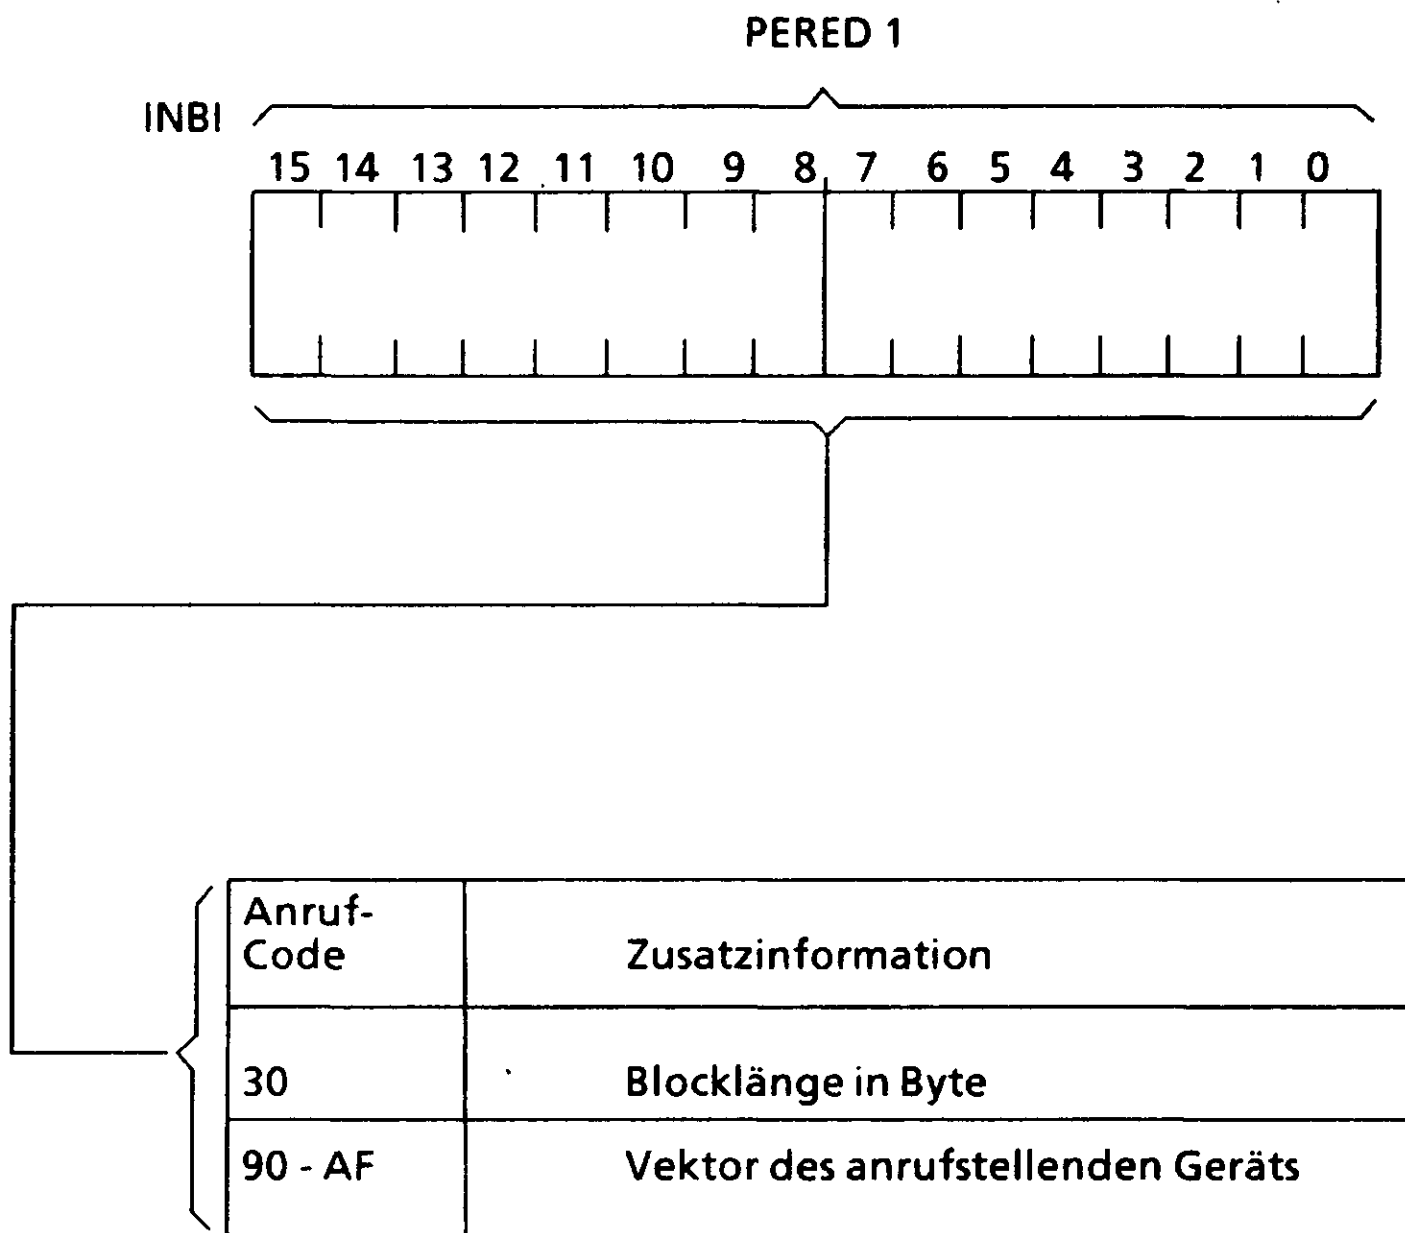 PERED 1
INBI
15 14 13 12 11 10 9 8 7 6 5 4 3 2 1 0
Anruf-
Code Zusatzinformation
30 Blocklänge in Byte
90 - AF Vektor des anrufstellenden Geräts